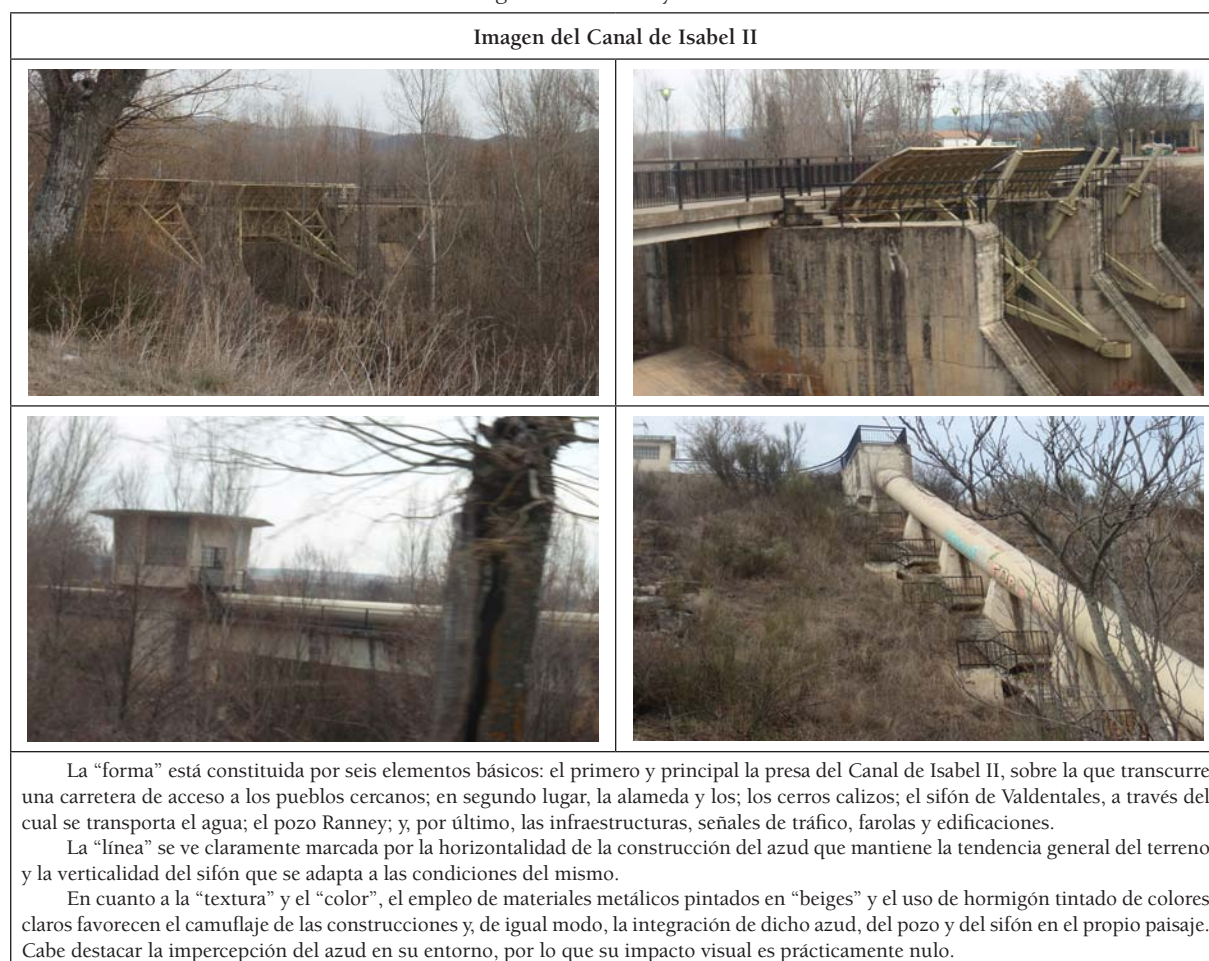 Imagen del Canal de Isabel II
La “forma” está constituida por seis elementos básicos: el primero y principal la presa del Canal de Isabel II, sobre la que transcurre
una carretera de acceso a los pueblos cercanos; en segundo lugar, la alameda y los; los cerros calizos; el sifón de Valdentales, a través del
cual se transporta el agua; el pozo Ranney; y, por último, las infraestructuras, señales de tráfico, farolas y edificaciones.
La “línea” se ve claramente marcada por la horizontalidad de la construcción del azud que mantiene la tendencia general del terreno
y la verticalidad del sifón que se adapta a las condiciones del mismo.
En cuanto a la “textura” y el “color”, el empleo de materiales metálicos pintados en “beiges” y el uso de hormigón tintado de colores
claros favorecen el camuflaje de las construcciones y, de igual modo, la integración de dicho azud, del pozo y del sifón en el propio paisaje.
Cabe destacar la impercepción del azud en su entorno, por lo que su impacto visual es prácticamente nulo.